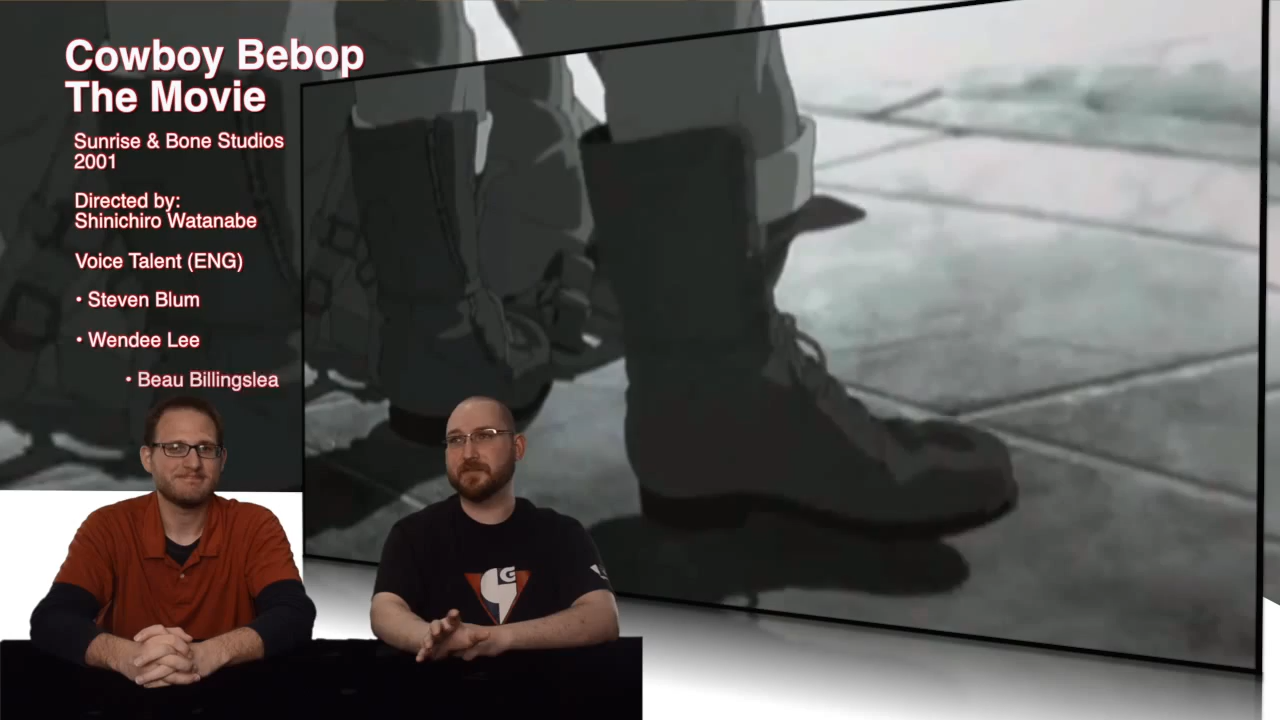 Cowboy Bebop
The Movie
Sunrise & Bone Studios
2001
Directed by:
Shinichiro Watanabe
Voice Talent (ENG)
• Steven Blum
• Wendee Lee
• Beau Billingslea
G